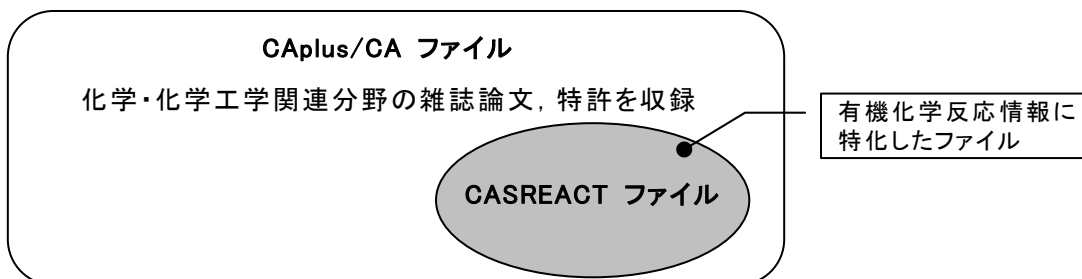 CAplus/CA ファイル
化学・化学工学関連分野の雑誌論文, 特許を収録
有機化学反応情報に
特化したファイル
CASREACT ファイル